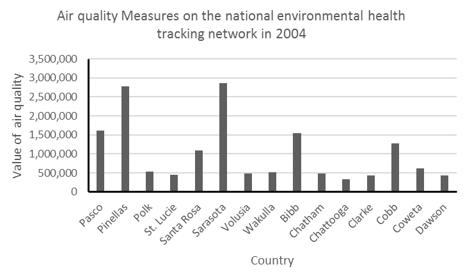 Air quality Measures on the national environmental health
tracking network in 2004
Value of air quality
3,500,000
3,000,000
2,500,000
2,000,000
1,500,000
1,000,000
500,000
0
Pasco
Pinellas
Polk
St. Lucie
Santa Rosa
Sarasota
Volusia
Wakulla
Bibb
Chatham
Chattooga
Clarke
Cobb
Coweta
Dawson
Country